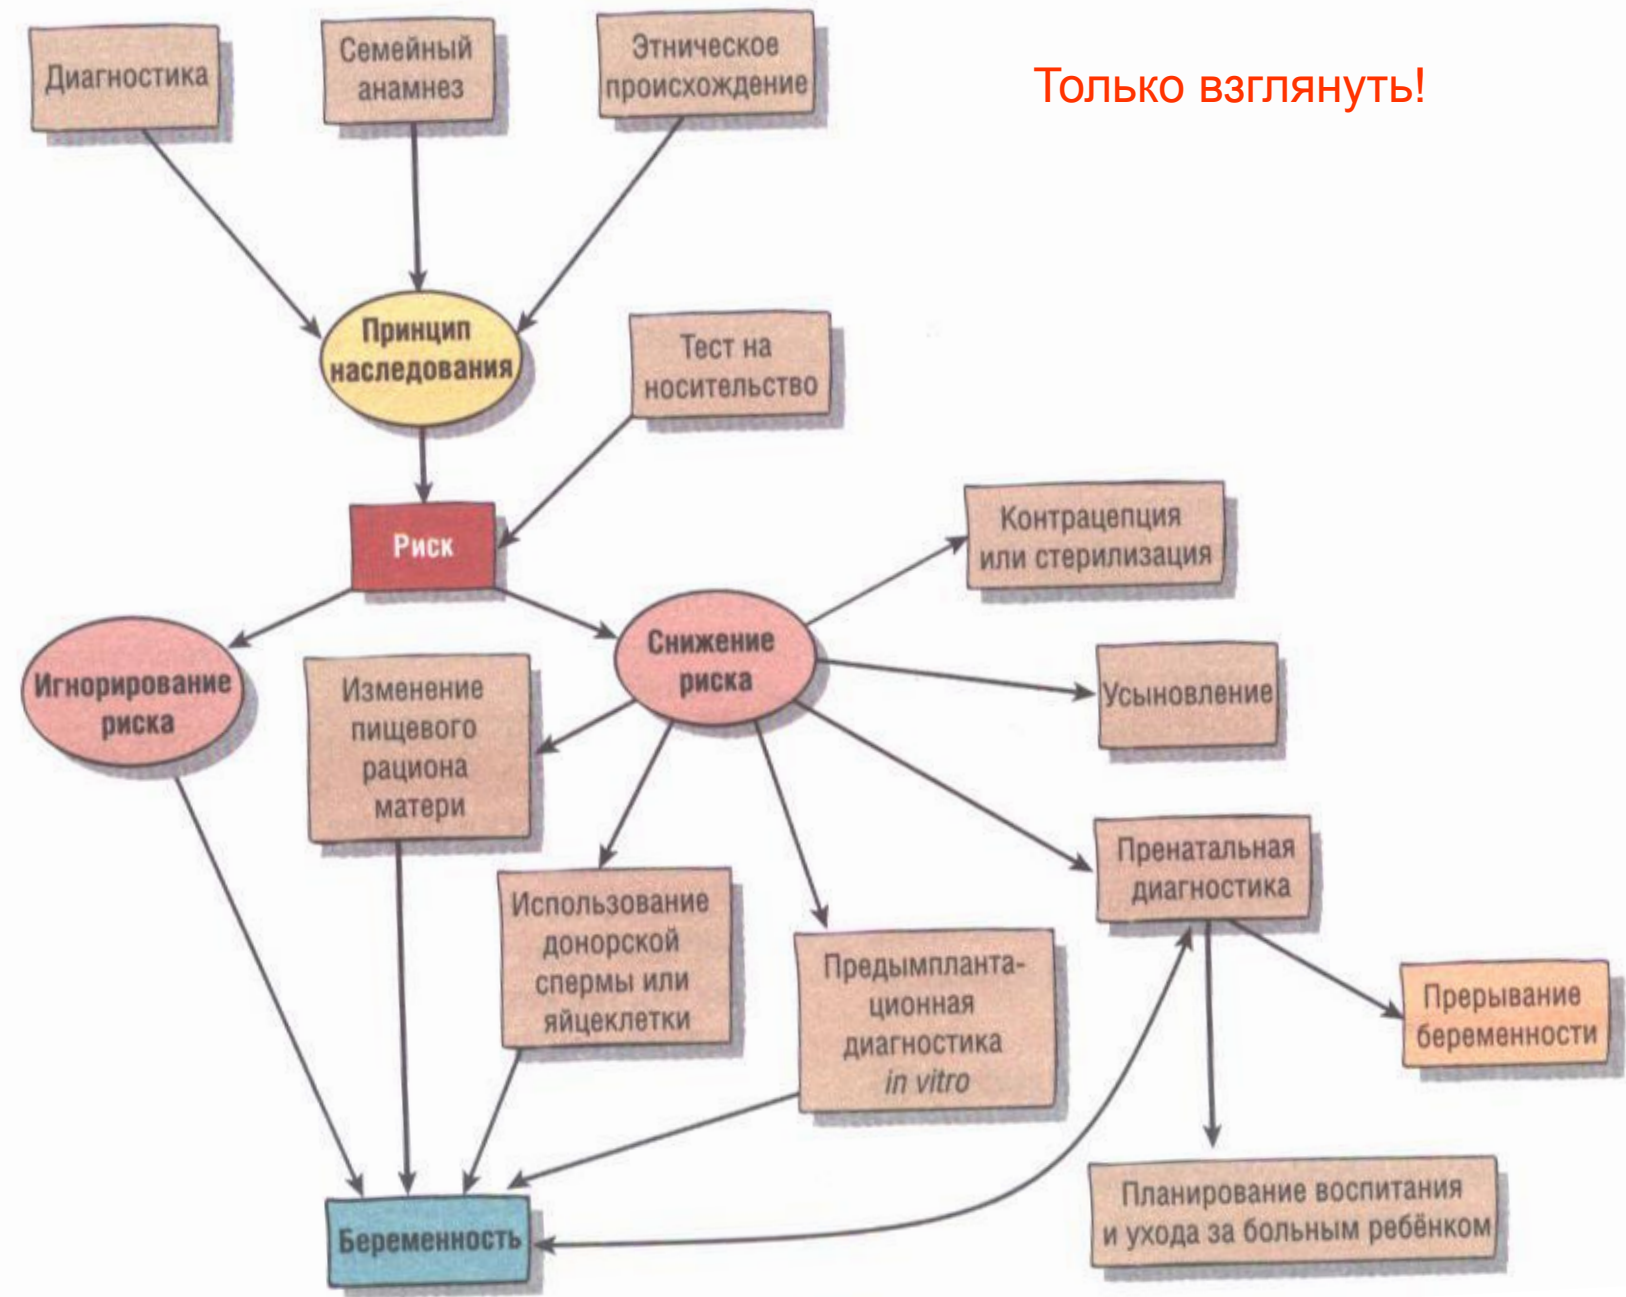 Диагностика
Семейный
анамнез
Этническое
происхождение
Только взглянуть!
Принцип
наследования
Тест на
носительство
Риск
Контрацепция
или стерилизация
Снижение
риска
Игнорирование
риска
Изменение
пищевого
рациона
матери
Усыновление
Пренатальная
диагностика
Использование
донорской
спермы или
яйцеклетки
Предымпланта-
ционная
диагностика
in vitro
Прерывание
беременности
Планирование воспитания
и ухода за больным ребёнком
Беременность